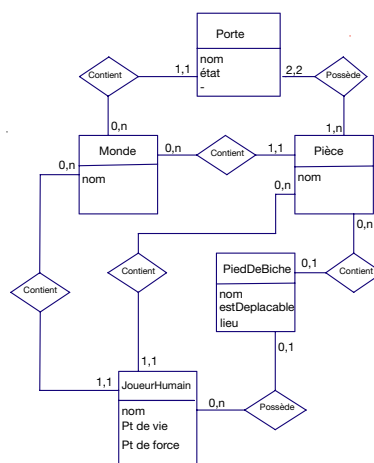 Porte
nom
état
-
Contient
1,1
2,2
Possède
0,n
1,n
Monde
nom
0,n
Contient
1,1
Pièce
nom
0,n
0,n
0,n
Contient
Contient
PiedDeBiche
nom
estDeplacable
lieu
0,1
Contient
0,1
1,1
1,1
JoueurHumain
nom
Pt de vie
Pt de force
0,n
Possède